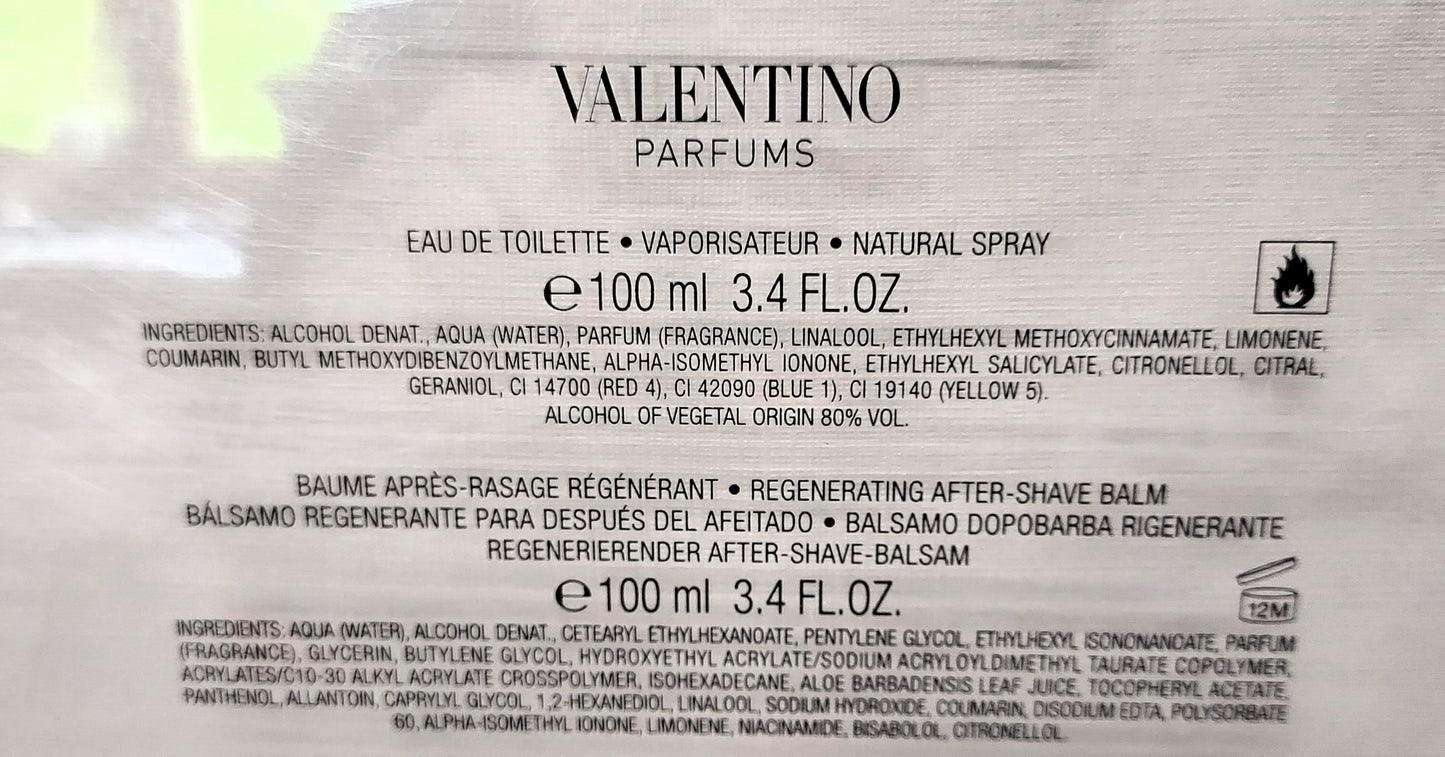 VALENTINO
PARFUMS
EAU DE TOILETTE • VAPORISATEUR • NATURAL SPRAY
℮ 100 ml 3.4 FL.OZ.
INGREDIENTS: ALCOHOL DENAT., AQUA (WATER), PARFUM (FRAGRANCE), LINALOOL, ETHYLHEXYL METHOXYCINNAMATE, LIMONENE,
COUMARIN, BUTYL METHOXYDIBENZOYLMETHANE, ALPHA-ISOMETHYL IONONE, ETHYLHEXYL SALICYLATE, CITRONELLOL, CITRAL,
GERANIOL, CI 14700 (RED 4), CI 42090 (BLUE 1), CI 19140 (YELLOW 5).
ALCOHOL OF VEGETAL ORIGIN 80% VOL.
BAUME APRÈS-RASAGE RÉGÉNÉRANT • REGENERATING AFTER-SHAVE BALM
BÁLSAMO REGENERANTE PARA DESPUÉS DEL AFEITADO • BALSAMO DOPOBARBA RIGENERANTE
REGENERIERENDER AFTER-SHAVE-BALSAM
℮ 100 ml 3.4 FL.OZ.
12M
INGREDIENTS: AQUA (WATER), ALCOHOL DENAT., CETEARYL ETHYLHEXANOATE, PENTYLENE GLYCOL, ETHYLHEXYL ISONONANOATE, PARFUM
(FRAGRANCE), GLYCERIN, BUTYLENE GLYCOL, HYDROXYETHYL ACRYLATE/SODIUM ACRYLOYLDIMETHYL TAURATE COPOLYMER,
ACRYLATES/C10-30 ALKYL ACRYLATE CROSSPOLYMER, ISOHEXADECANE, ALOE BARBADENSIS LEAF JUICE, TOCOPHERYL ACETATE,
PANTHENOL, ALLANTOIN, CAPRYLYL GLYCOL, 1,2-HEXANEDIOL, LINALOOL, SODIUM HYDROXIDE, COUMARIN, DISODIUM EDTA, POLYSORBATE
60, ALPHA-ISOMETHYL IONONE, LIMONENE, NIACINAMIDE, BISABOLOL, CITRONELLOL.